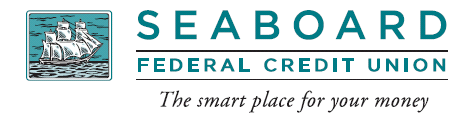 SEABOARD
FEDERAL CREDIT UNION
The smart place for your money